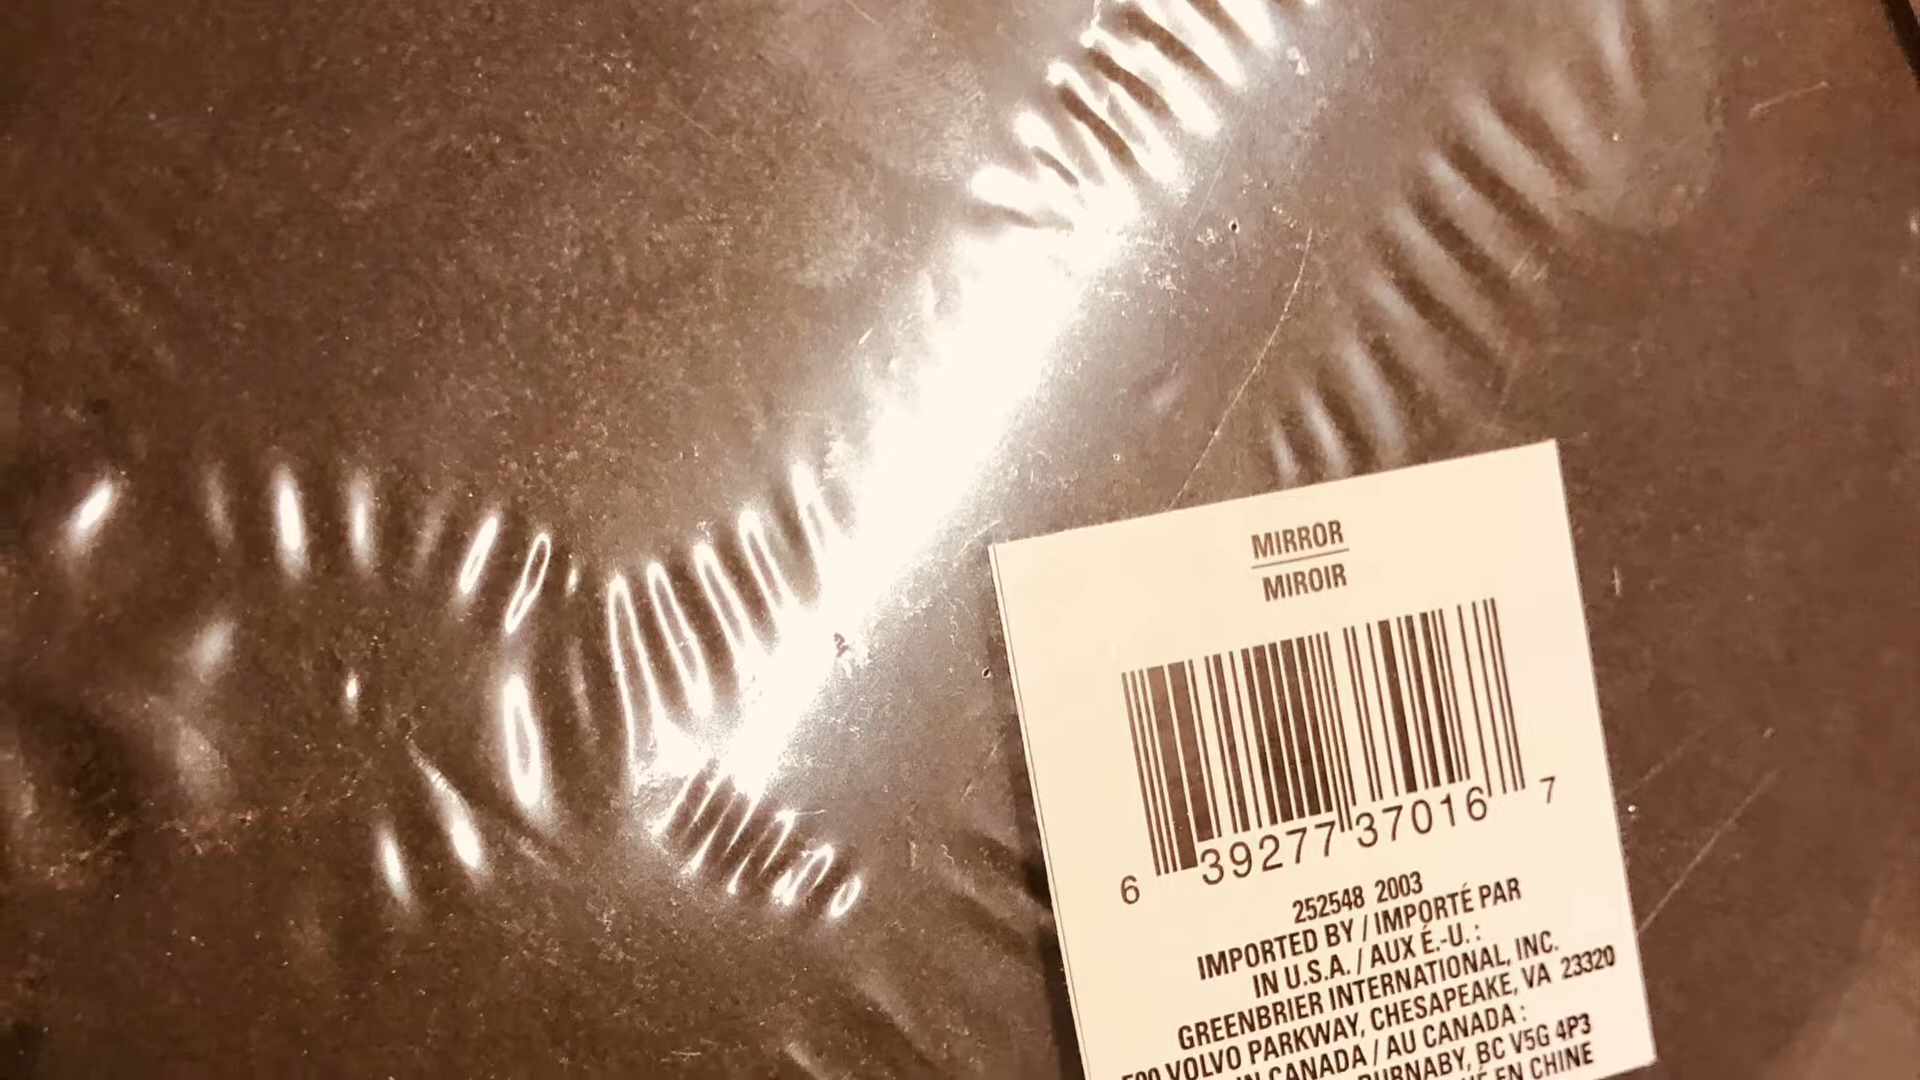 MIRROR
MIROIR
6 39277 37016 7
252548 2003
IMPORTED BY / IMPORTÉ PAR
IN U.S.A. / AUX É.-U. :
GREENBRIER INTERNATIONAL, INC.
VOLVO PARKWAY, CHESAPEAKE, VA 23320
IN CANADA / AU CANADA :
BURNABY, BC V5G 4P3
EN CHINE